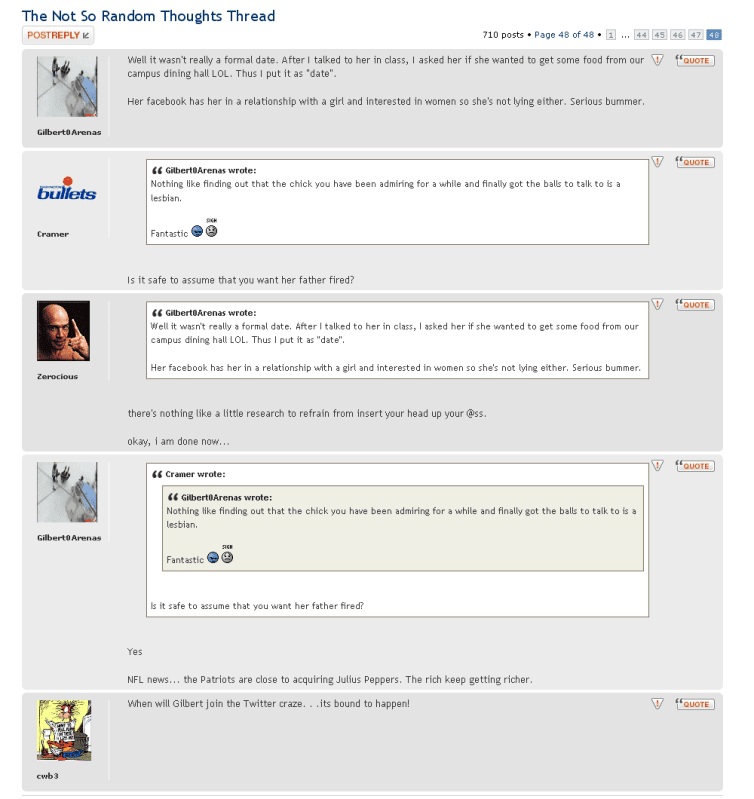 The Not So Random Thoughts Thread
POSTREPLY
710 posts • Page 48 of 48 • 1 ... 44 45 46 47 48
Well it wasn't really a formal date. After I talked to her in class, I asked her if she wanted to get some food from our
campus dining hall LOL. Thus I put it as "date".
QUOTE
Her facebook has her in a relationship with a girl and interested in women so she's not lying either. Serious bummer.
Gilbert0Arenas
Gilbert0Arenas wrote:
QUOTE
Nothing like finding out that the chick you have been admiring for a while and finally got the balls to talk to is a
lesbian.
bullets
SIGH
Fantastic
Cramer
Is it safe to assume that you want her father fired?
QUOTE
Gilbert0Arenas wrote:
Well it wasn't really a formal date. After I talked to her in class, I asked her if she wanted to get some food from our
campus dining hall LOL. Thus I put it as "date".
Her facebook has her in a relationship with a girl and interested in women so she's not lying either. Serious bummer.
Zerocious
there's nothing like a little research to refrain from insert your head up your @ss.
okay, i am done now...
QUOTE
Cramer wrote:
Gilbert0Arenas wrote:
Nothing like finding out that the chick you have been admiring for a while and finally got the balls to talk to is a
lesbian.
Gilbert0Arenas
SIGH
Fantastic
Is it safe to assume that you want her father fired?
Yes
NFL news... the Patriots are close to acquiring Julius Peppers. The rich keep getting richer.
When will Gilbert join the Twitter craze. . .its bound to happen!
QUOTE
cwb3